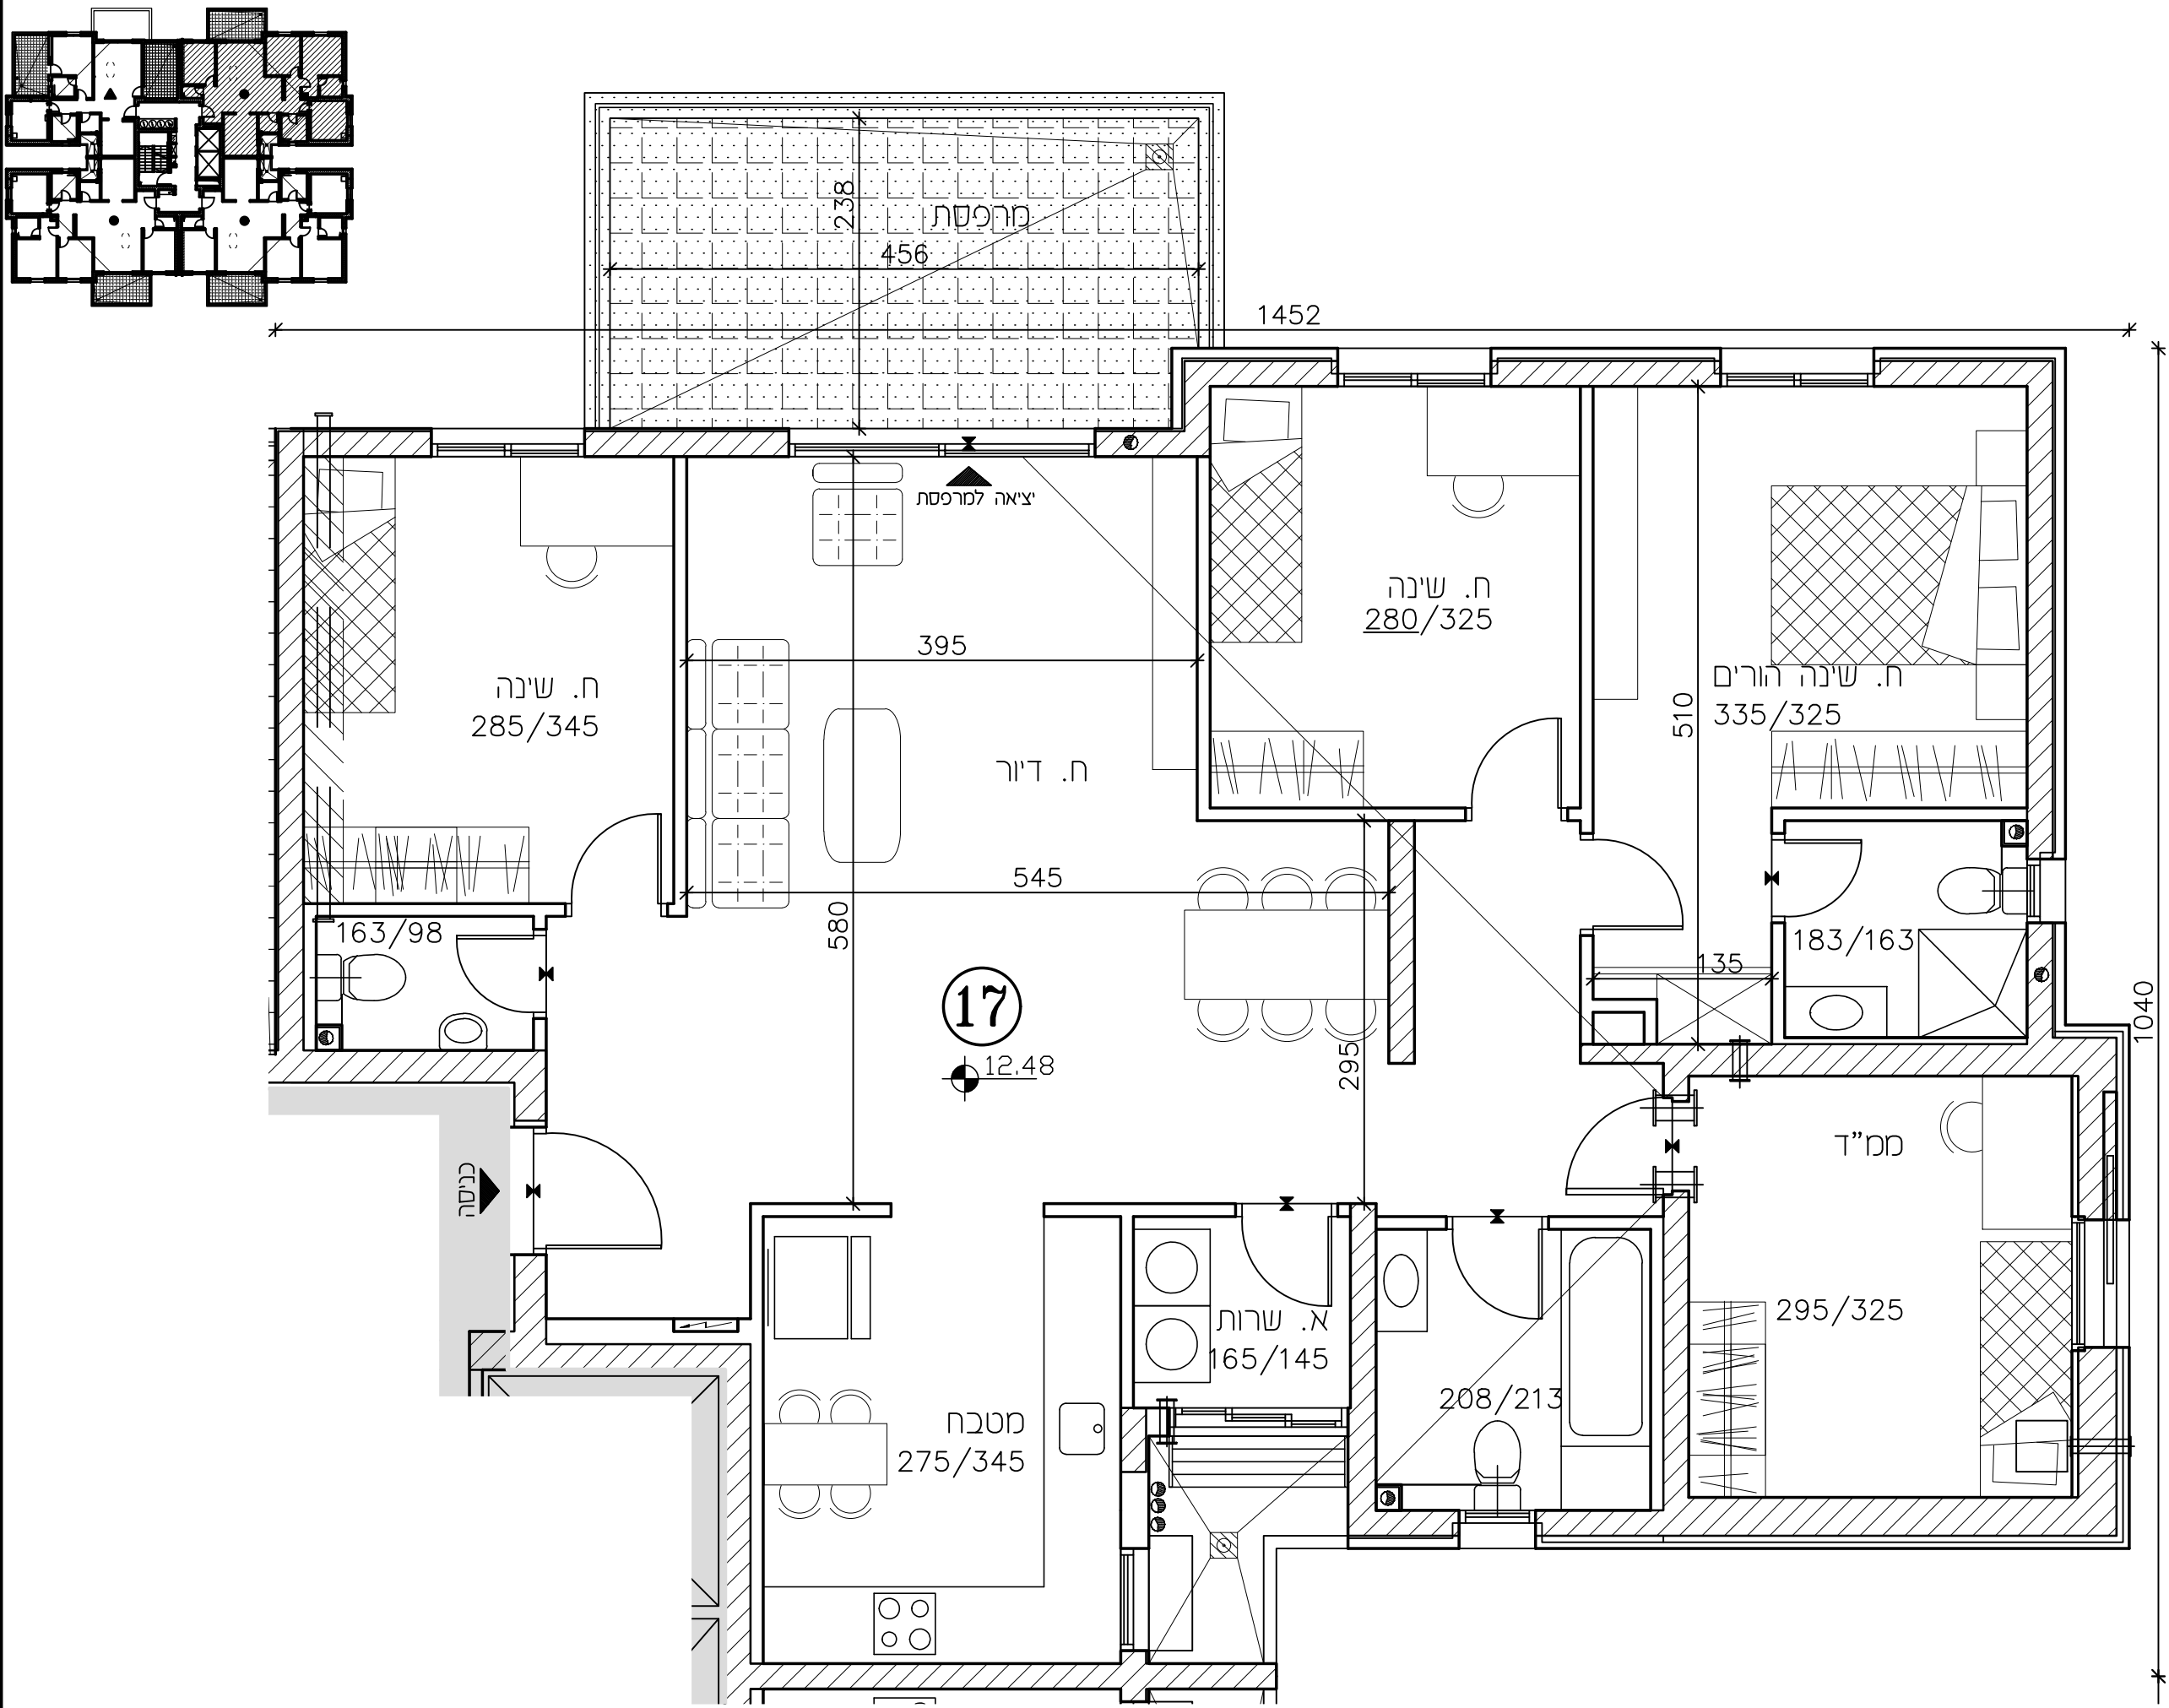 238
מרפסת
456
1452
יציאה למרפסת
ח. שינה
280/325
395
ח. שינה הורים
335/325
510
ח. שינה
285/345
ח. דיור
545
580
163/98
183/163
135
1040
17
12.48
295
ממ"ד
כניסה
295/325
א. שרות
165/145
208/213
מטבח
275/345